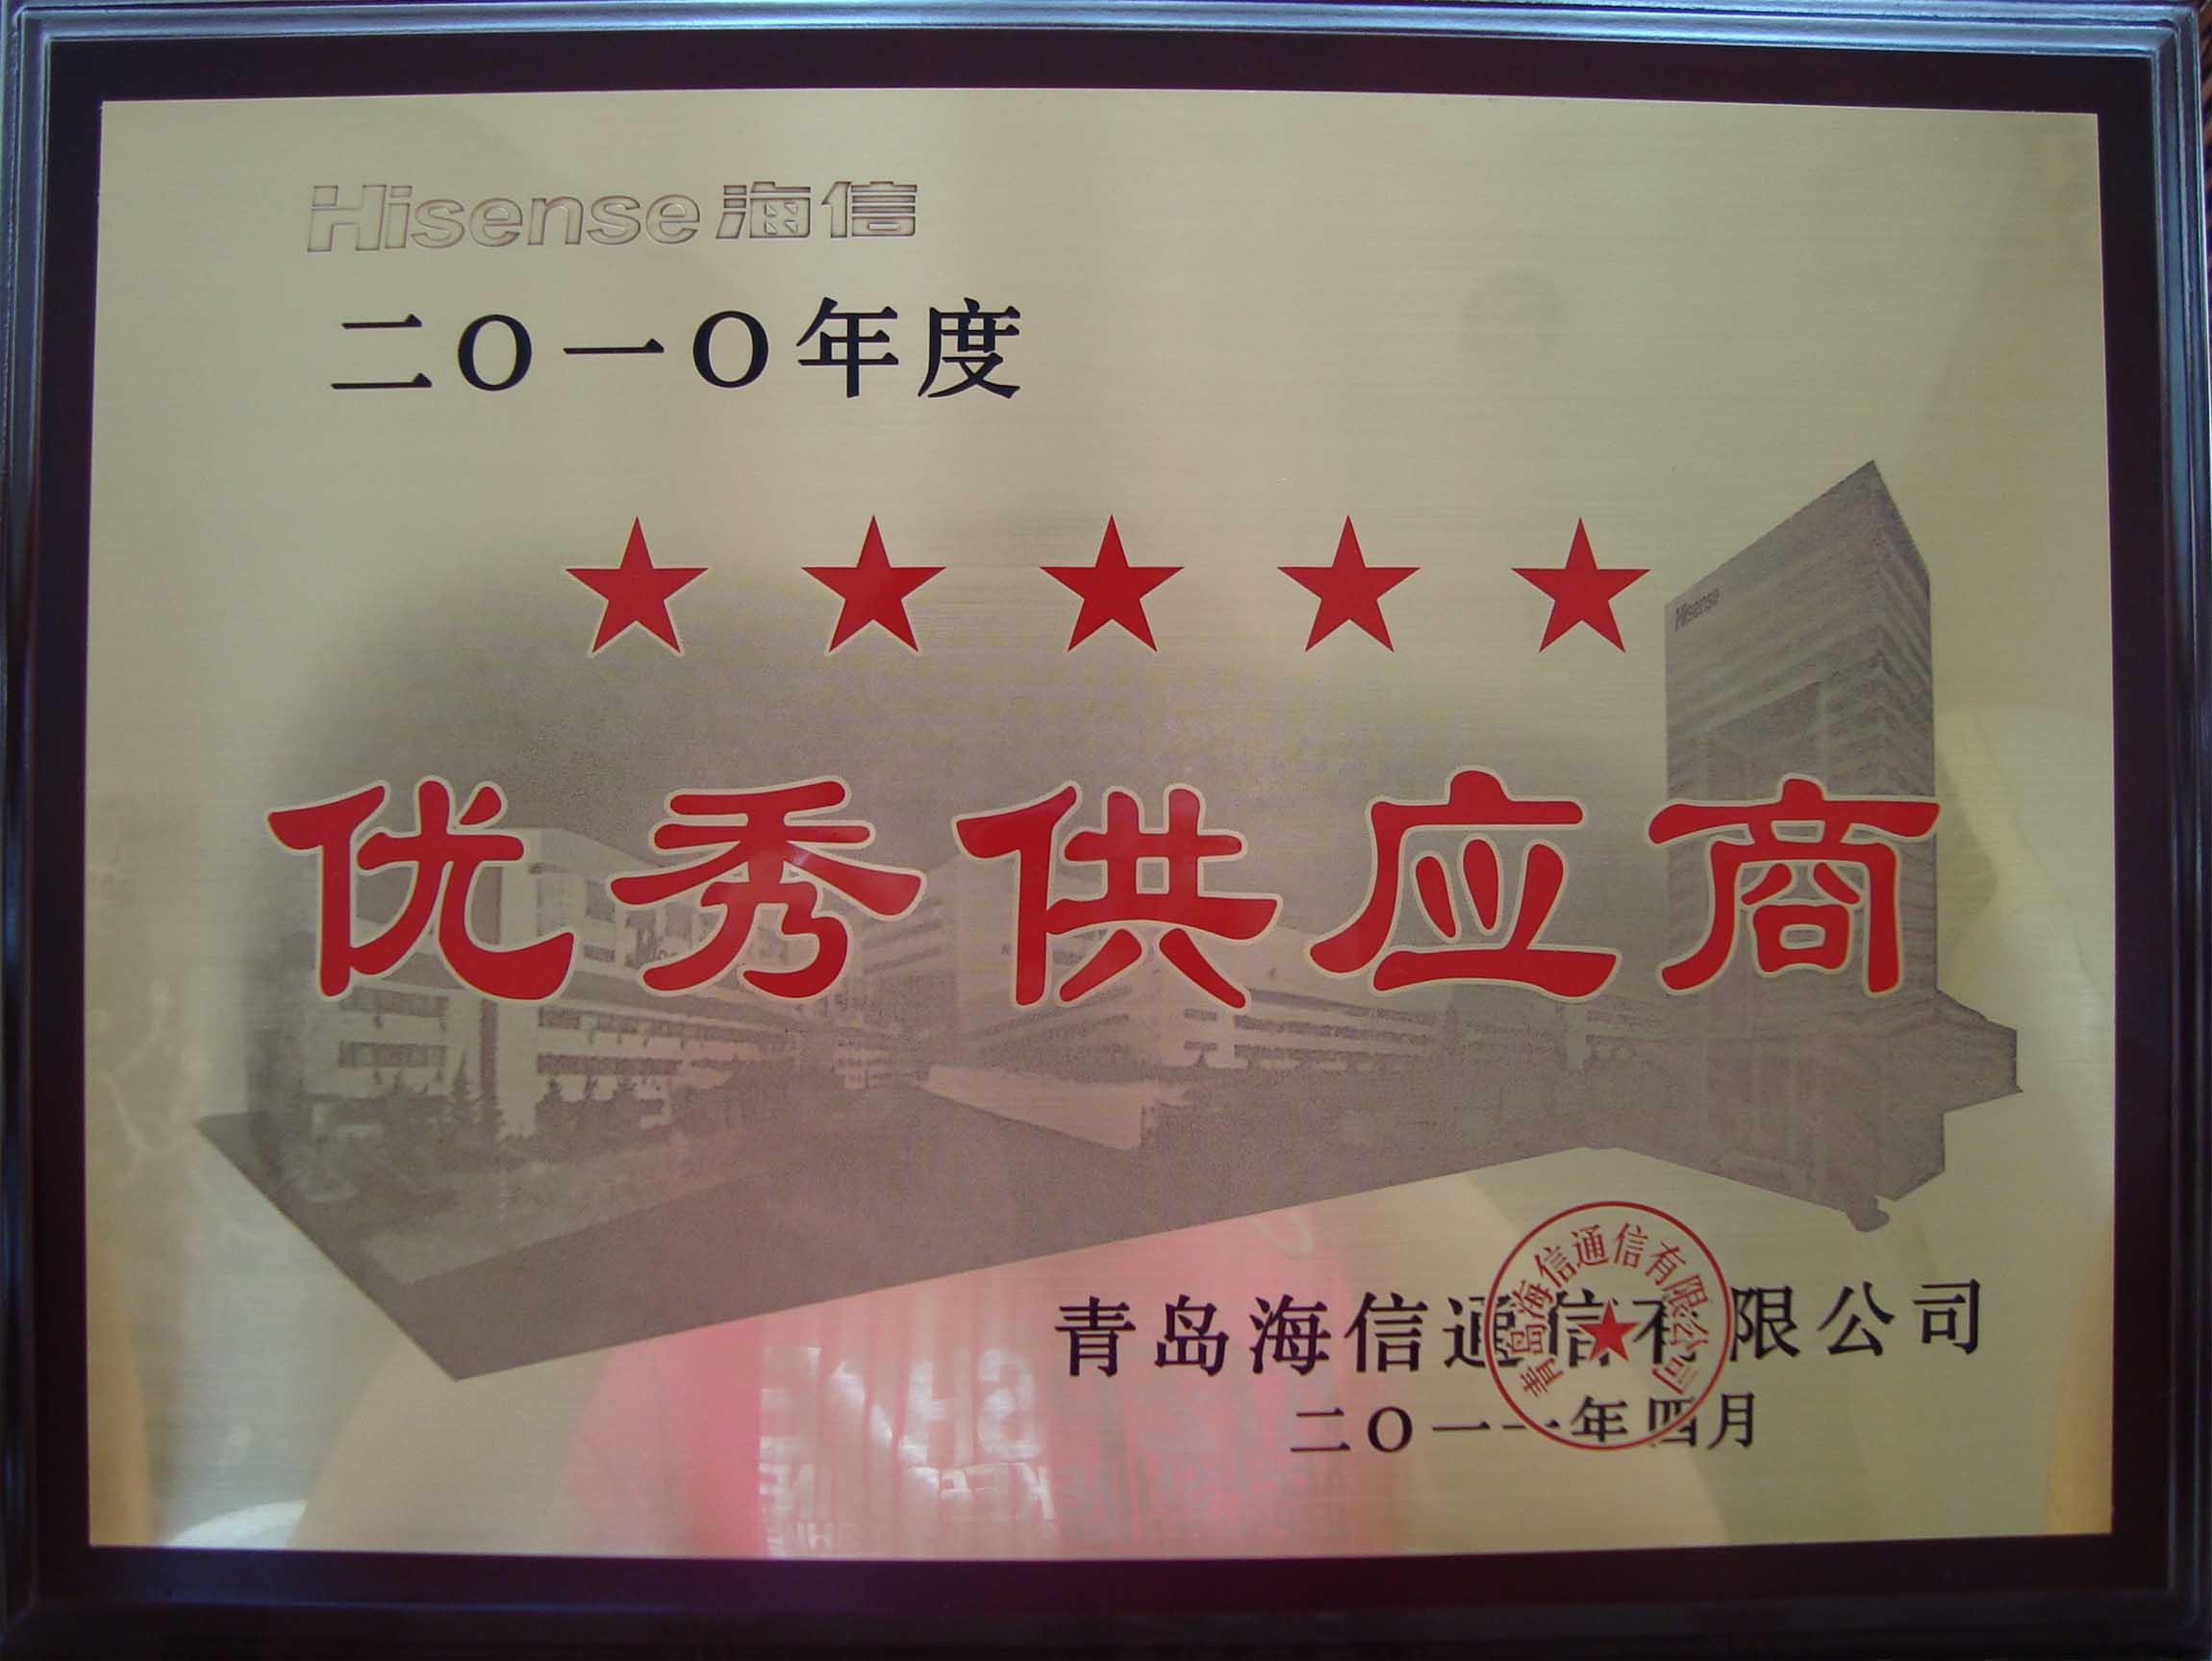 Hisense 海信
二〇一〇年度
★ ★ ★ ★ ★
Hisense
优秀供应商
青岛海信通信有限公司
青岛海信通信有限公司
二〇一一年四月